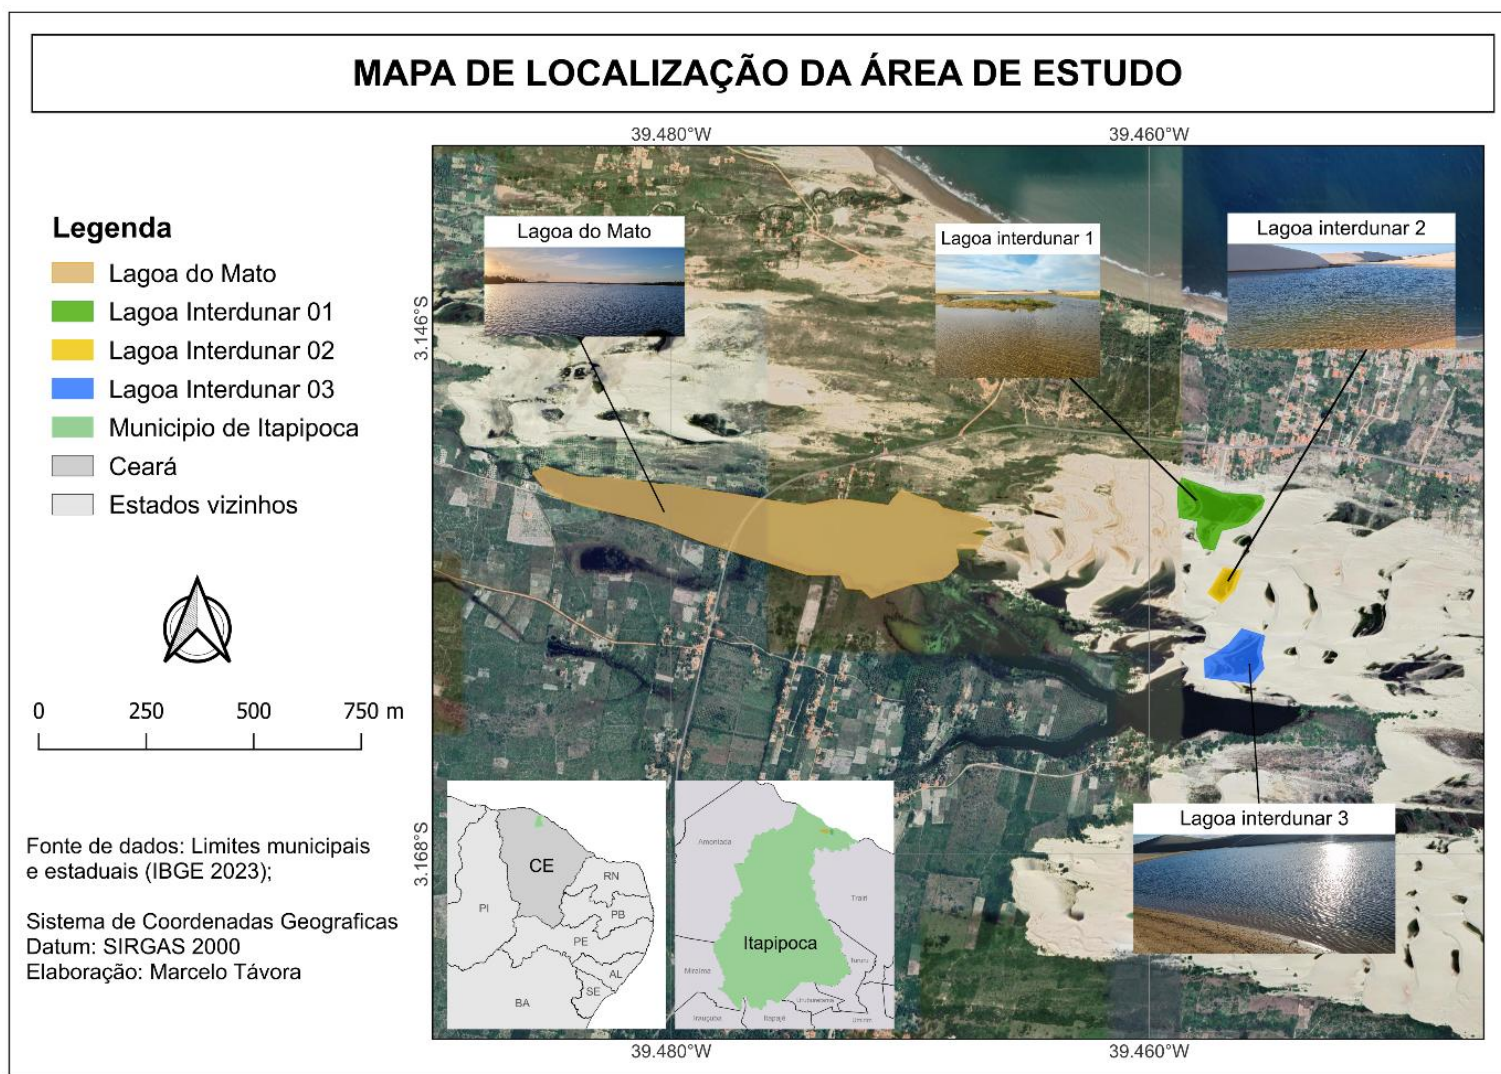 MAPA DE LOCALIZAÇÃO DA ÁREA DE ESTUDO
39.480°W
39.460°W
Legenda
Lagoa do Mato
Lagoa Interdunar 01
Lagoa Interdunar 02
Lagoa Interdunar 03
Municipio de Itapipoca
Ceará
Estados vizinhos
0 250 500 750 m
Fonte de dados: Limites municipais
e estaduais (IBGE 2023);
Sistema de Coordenadas Geograficas
Datum: SIRGAS 2000
Elaboração: Marcelo Távora
3.146°S
3.168°S
Lagoa do Mato
Lagoa interdunar 1
Lagoa interdunar 2
Lagoa interdunar 3
CE
RN
PI
PB
PE
AL
SE
BA
Amontada
Trairi
Itapipoca
Miraíma
Irauçuba
Itapajé
Uruburetama
Umirim
39.480°W
39.460°W